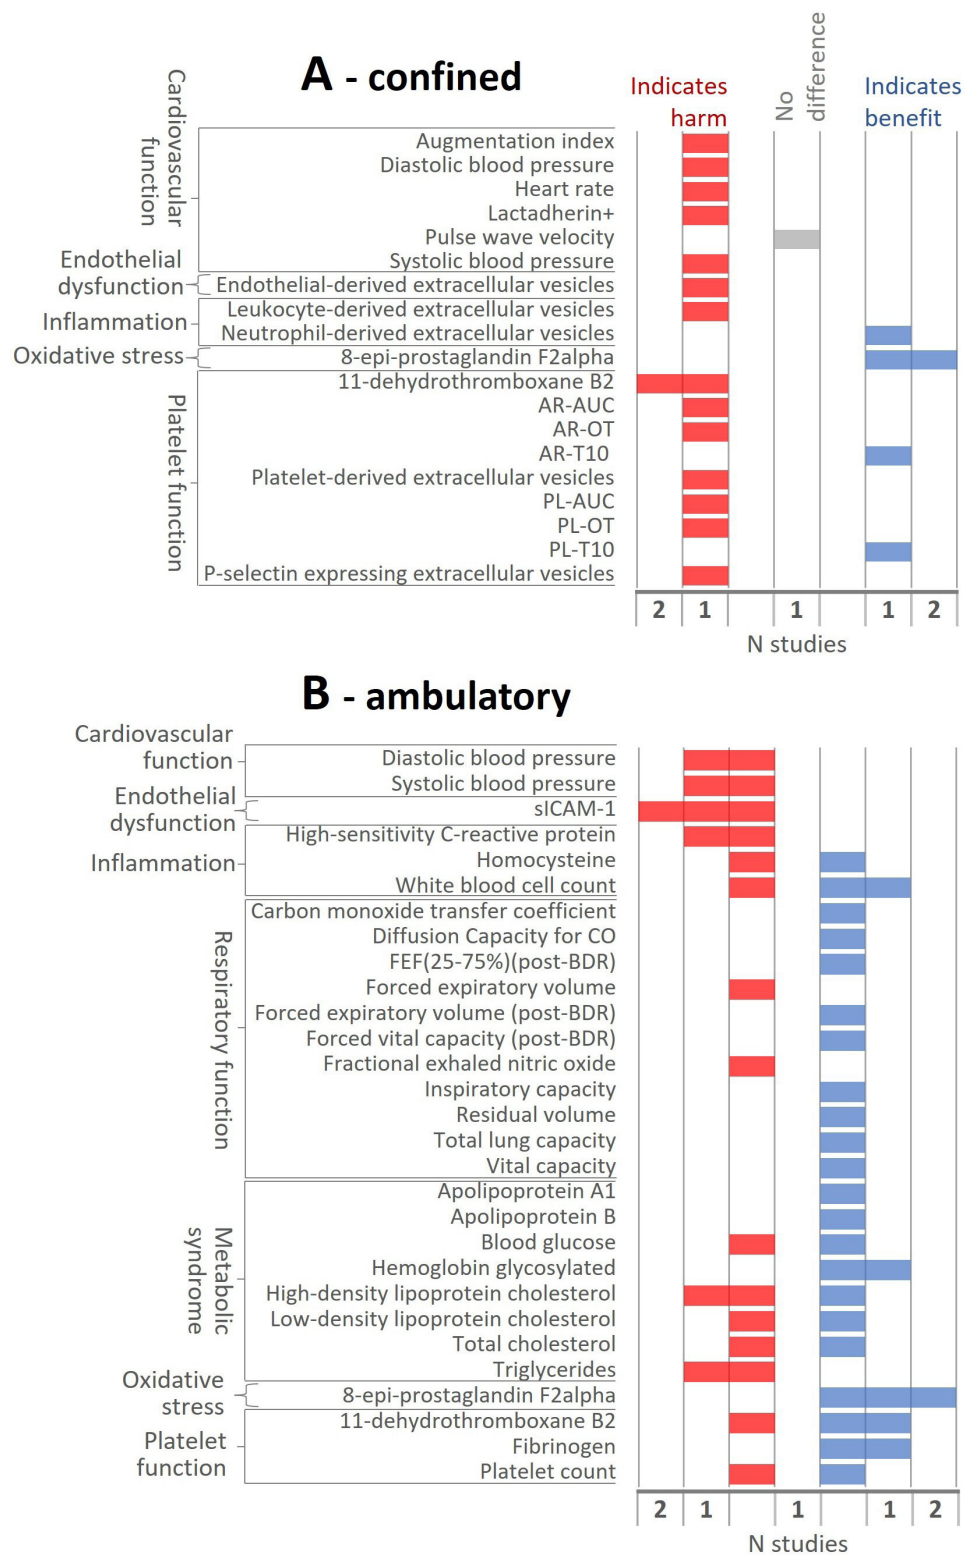 A - confined
Indicates
harm
No
difference
Indicates
benefit
Cardiovascular
function
Augmentation index
Diastolic blood pressure
Heart rate
Lactadherin+
Pulse wave velocity
Systolic blood pressure
Endothelial
dysfunction
Endothelial-derived extracellular vesicles
Inflammation
Leukocyte-derived extracellular vesicles
Neutrophil-derived extracellular vesicles
Oxidative stress
8-epi-prostaglandin F2alpha
Platelet function
11-dehydrothromboxane B2
AR-AUC
AR-OT
AR-T10
Platelet-derived extracellular vesicles
PL-AUC
PL-OT
PL-T10
P-selectin expressing extracellular vesicles
2 1 1 1 2
N studies
B - ambulatory
Cardiovascular
function
Diastolic blood pressure
Systolic blood pressure
Endothelial
dysfunction
sICAM-1
Inflammation
High-sensitivity C-reactive protein
Homocysteine
White blood cell count
Respiratory function
Carbon monoxide transfer coefficient
Diffusion Capacity for CO
FEF(25-75%)(post-BDR)
Forced expiratory volume
Forced expiratory volume (post-BDR)
Forced vital capacity (post-BDR)
Fractional exhaled nitric oxide
Inspiratory capacity
Residual volume
Total lung capacity
Vital capacity
Metabolic
syndrome
Apolipoprotein A1
Apolipoprotein B
Blood glucose
Hemoglobin glycosylated
High-density lipoprotein cholesterol
Low-density lipoprotein cholesterol
Total cholesterol
Triglycerides
Oxidative
stress
8-epi-prostaglandin F2alpha
Platelet
function
11-dehydrothromboxane B2
Fibrinogen
Platelet count
2 1 1 1 2
N studies